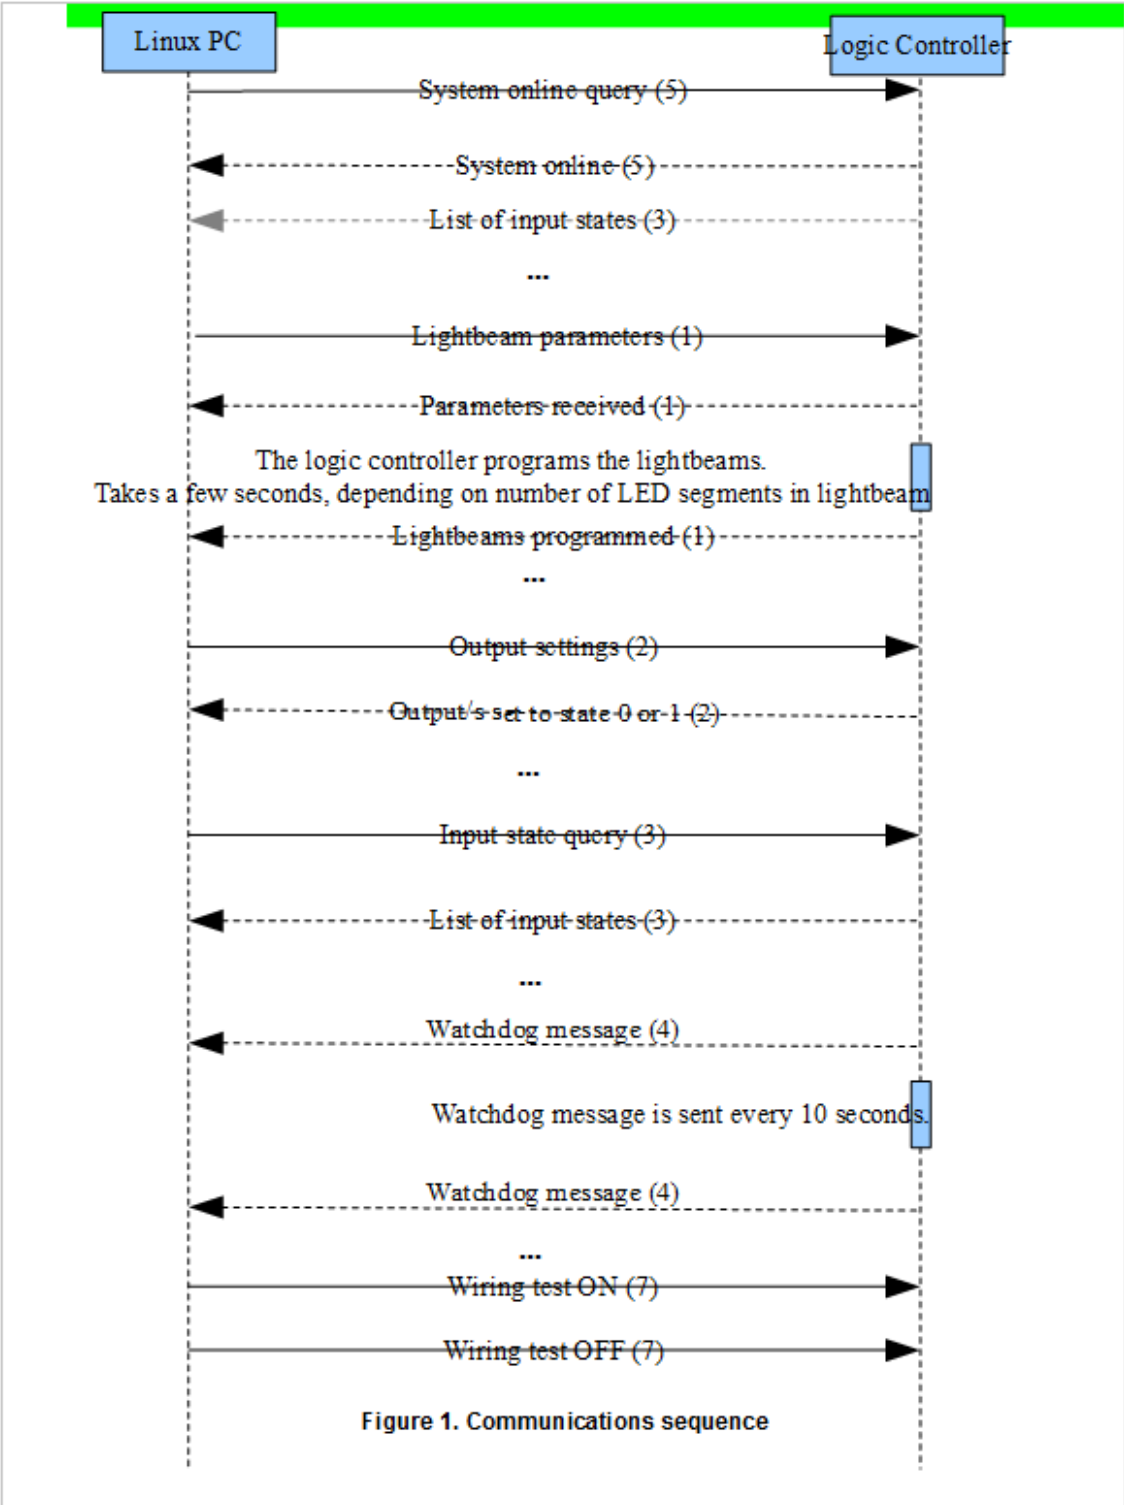 Linux PC
Logic Controller
System online query (5)
System online (5)
List of input states (3)
...
Lightbeam parameters (1)
Parameters received (1)
The logic controller programs the lightbeams.
Takes a few seconds, depending on number of LED segments in lightbeam
Lightbeams programmed (1)
...
Output settings (2)
Output/s set to state 0 or 1 (2)
...
Input state query (3)
List of input states (3)
...
Watchdog message (4)
Watchdog message is sent every 10 seconds.
Watchdog message (4)
...
Wiring test ON (7)
Wiring test OFF (7)
Figure 1. Communications sequence